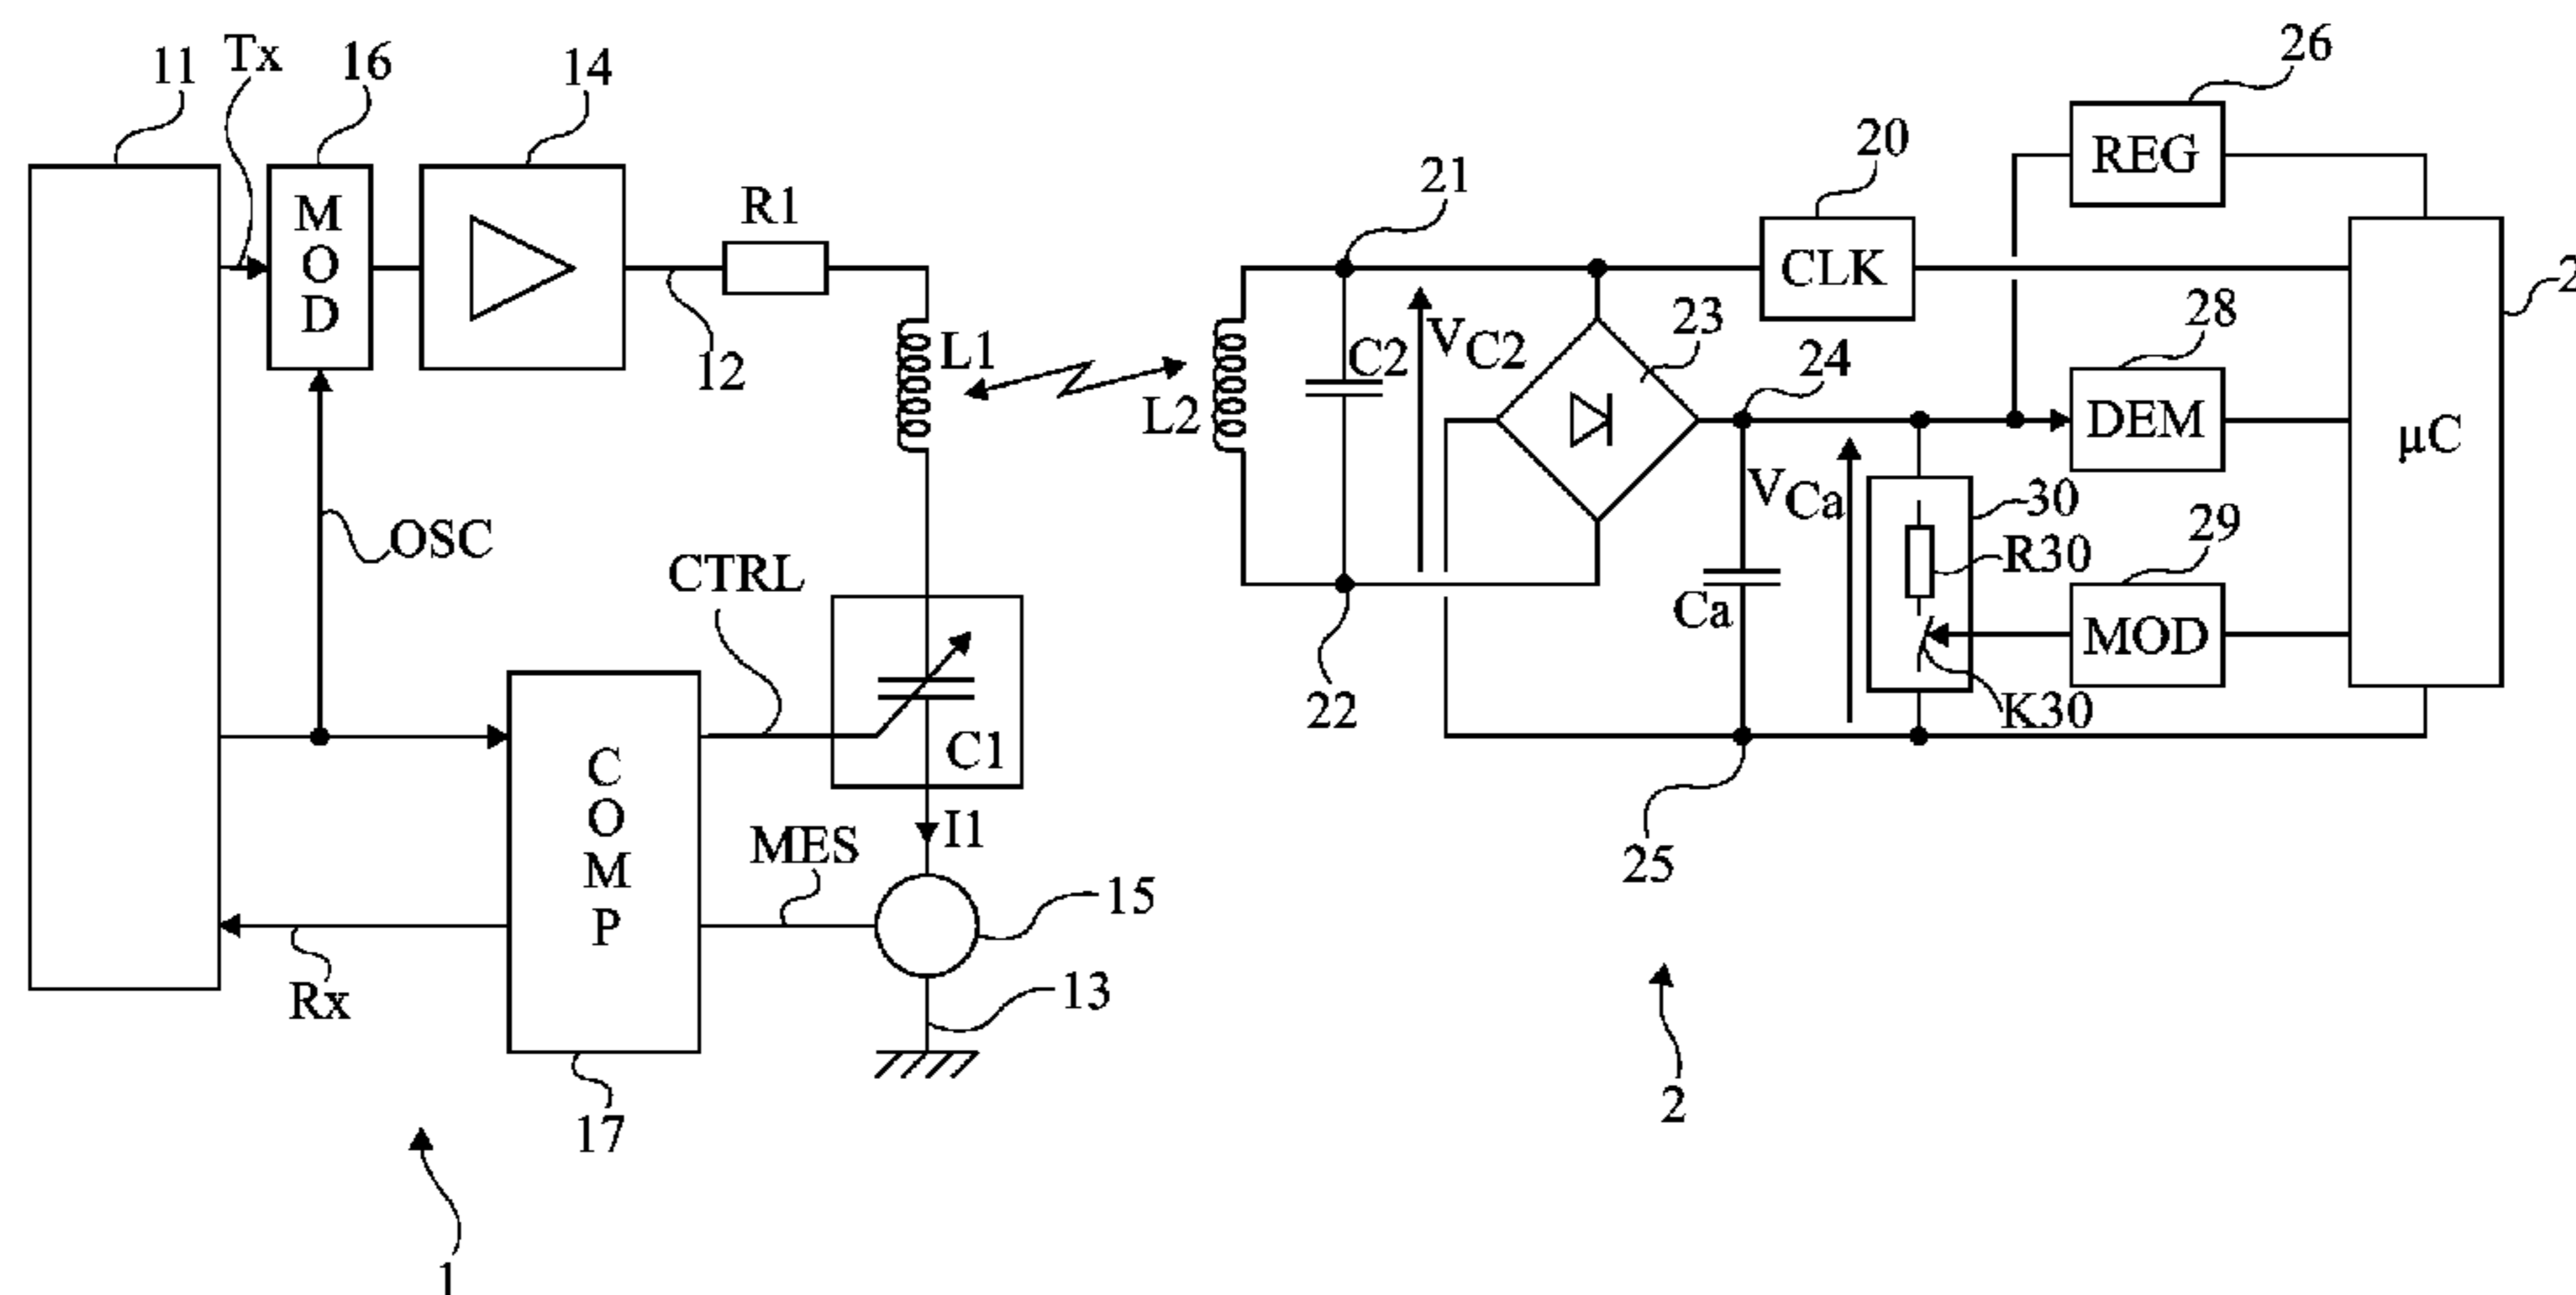 11
Tx
16
14
26
20
21
REG
R1
MOD
CLK
28
VC2
23
24
L1
C2
12
L2
DEM
µC
VCa
30
29
OSC
R30
CTRL
Ca
MOD
22
K30
C1
COMP
I1
MES
25
15
13
Rx
2
17
1